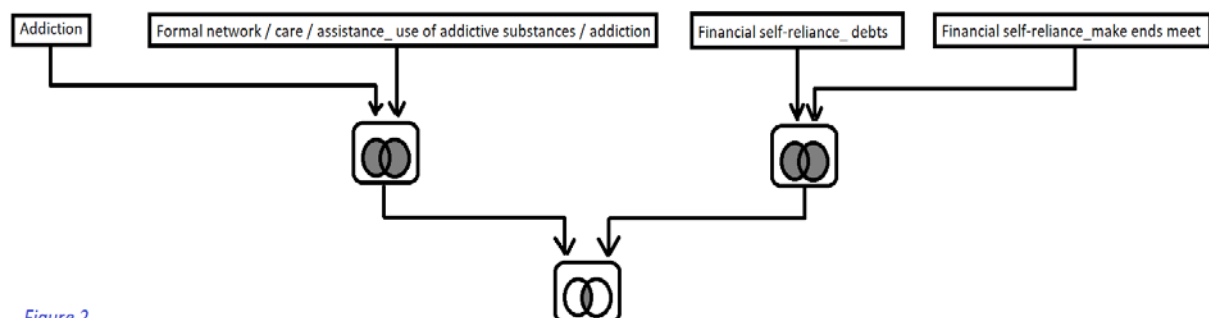 Addiction
Formal network / care / assistance_ use of addictive substances / addiction
Financial self-reliance_ debts
Financial self-reliance_make ends meet
Figure 2